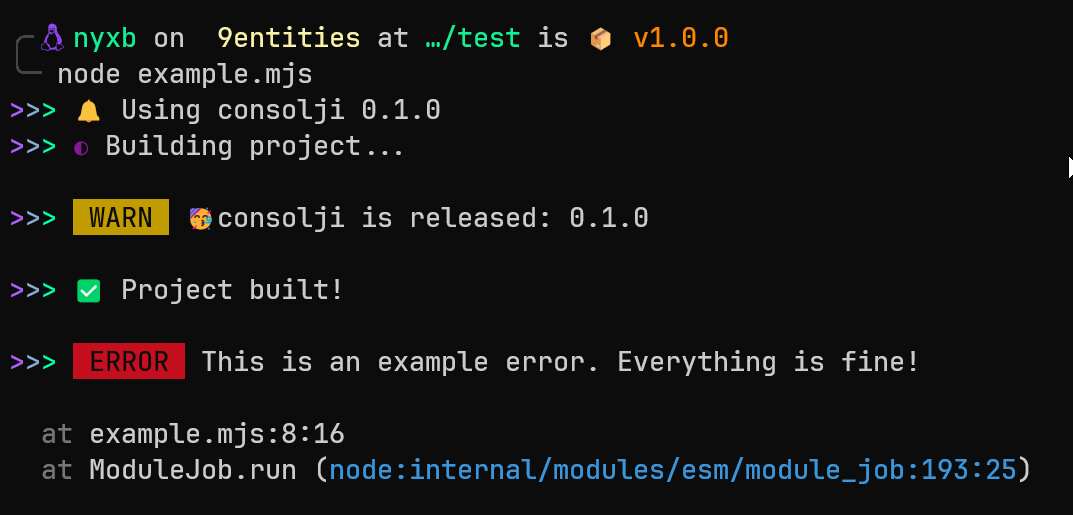 nyxb on 9entities at …/test is 📦 v1.0.0
node example.mjs
>>> 🔔 Using consolji 0.1.0
>>> ◐ Building project...
>>> WARN 🥳consolji is released: 0.1.0
>>> ✅ Project built!
>>> ERROR This is an example error. Everything is fine!
at example.mjs:8:16
at ModuleJob.run (node:internal/modules/esm/module_job:193:25)